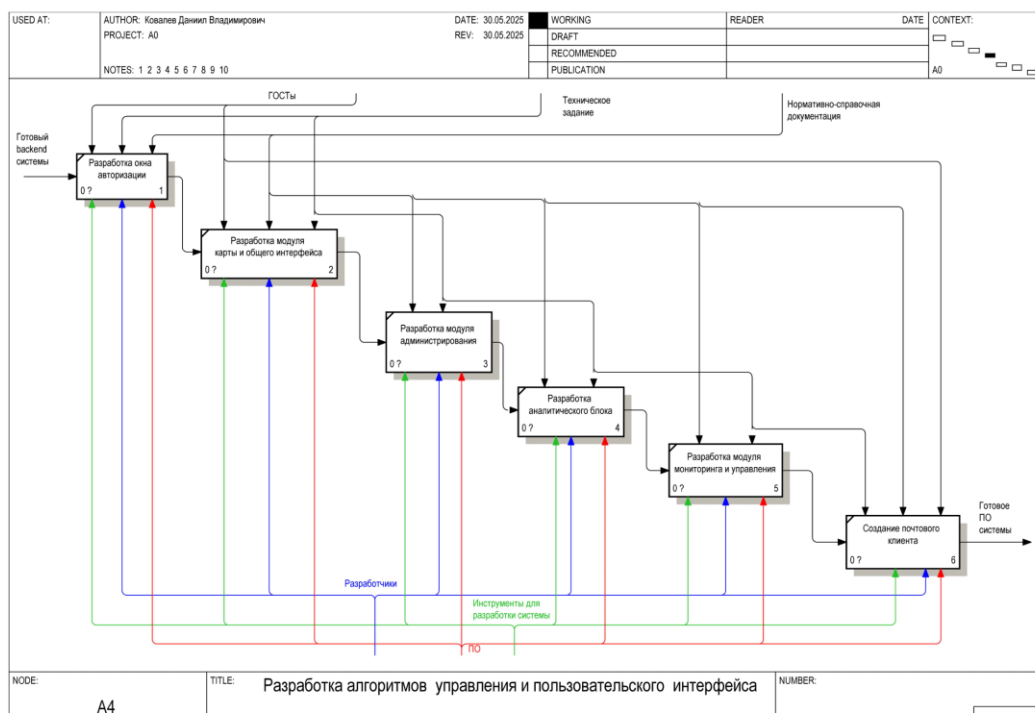 USED AT:
AUTHOR: Ковалев Даниил Владимирович
DATE: 30.05.2025
WORKING
READER
DATE
CONTEXT:
PROJECT: A0
REV: 30.05.2025
DRAFT
RECOMMENDED
NOTES: 1 2 3 4 5 6 7 8 9 10
PUBLICATION
A0
ГОСТы
Техническое
задание
Нормативно-справочная
документация
Готовый
backend
системы
Разработка окна
авторизации
0 ?
1
Разработка модуля
карты и общего интерфейса
0 ?
2
Разработка модуля
администрирования
0 ?
3
Разработка
аналитического блока
0 ?
4
Разработка модуля
мониторинга и управления
0 ?
5
Создание почтового
клиента
0 ?
6
Готовое
ПО
системы
Разработчики
Инструменты для
разработки системы
ПО
NODE:
A4
TITLE:
Разработка алгоритмов управления и пользовательского интерфейса
NUMBER: